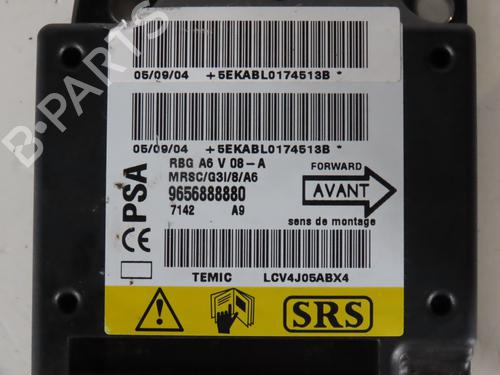 B-PARTS
05/09/04 +5EKABL0174513B *
05/09/04 +5EKABL0174513B *
PSA
CE
RBG A6 V 08-A
MRSC/G3I/8/A6
9656888880
7142 A9
FORWARD
AVANT
sens de montage
TEMIC LCV4J05ABX4
SRS